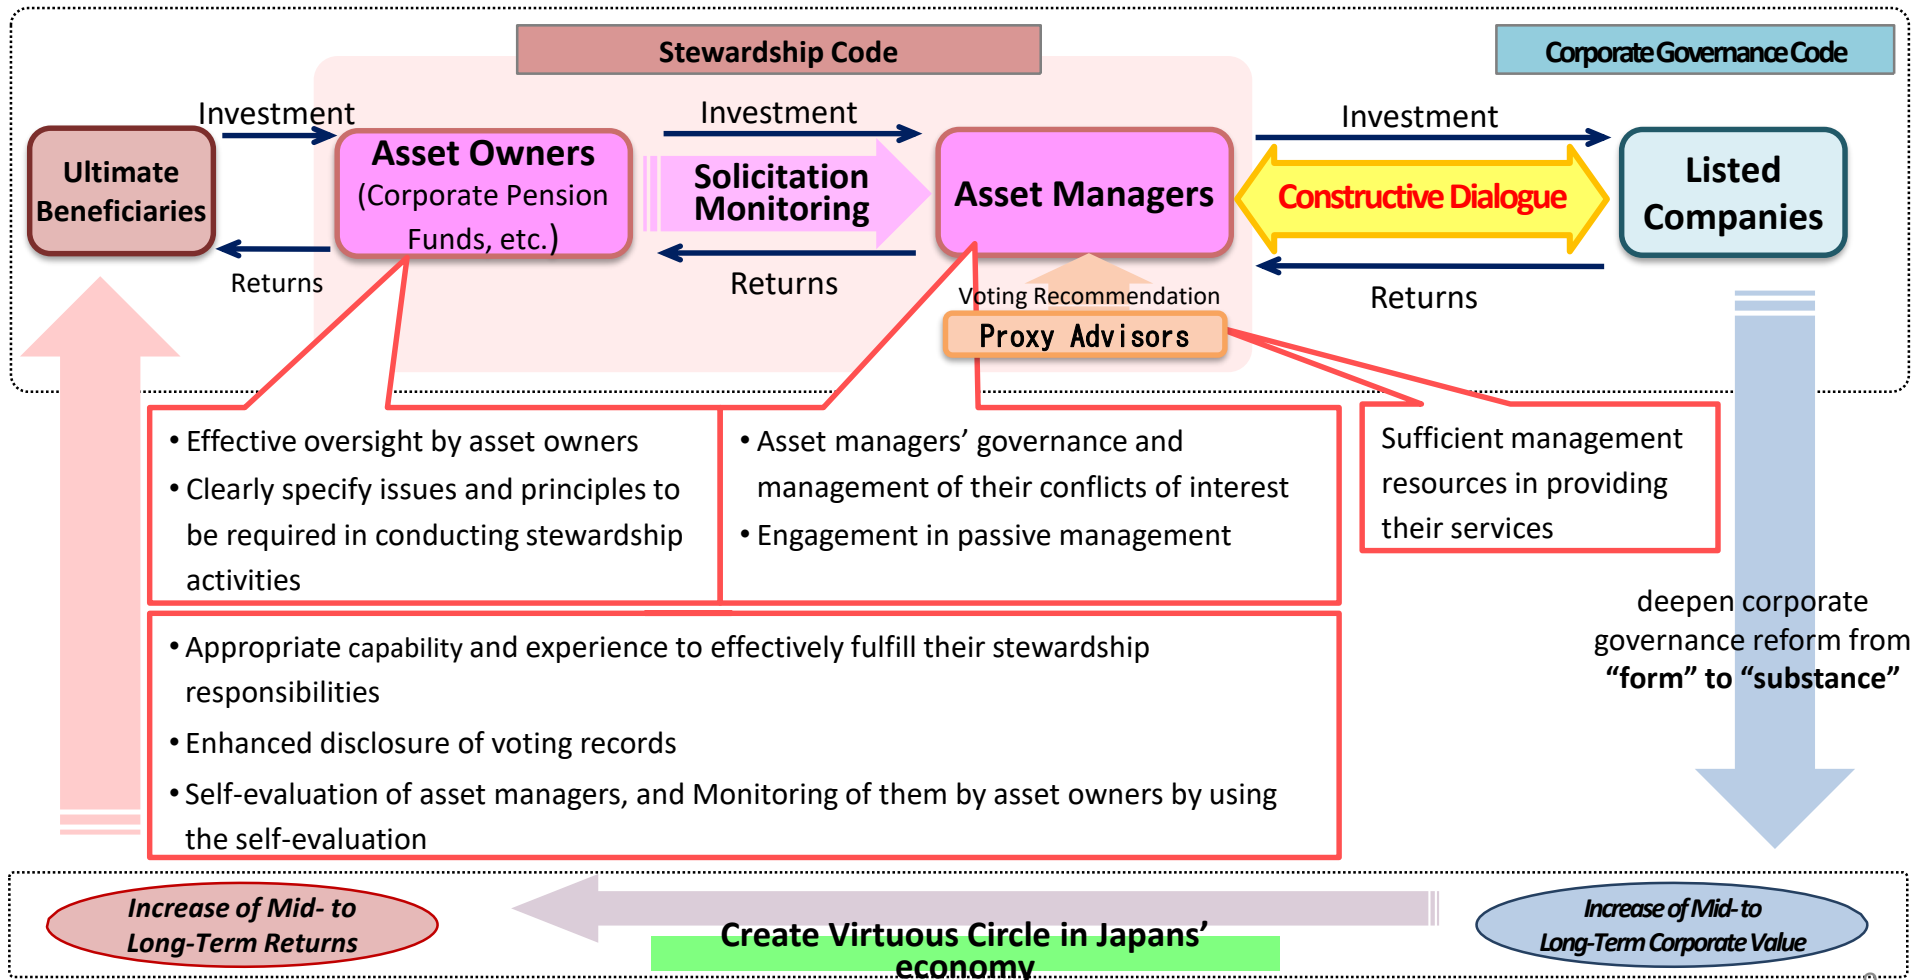 Stewardship Code
Corporate Governance Code
Investment
Investment
Investment
Ultimate
Beneficiaries
Asset Owners
(Corporate Pension
Funds, etc.)
Solicitation
Monitoring
Asset Managers
Constructive Dialogue
Listed
Companies
Returns
Returns
Returns
Voting Recommendation
Proxy Advisors
• Effective oversight by asset owners
• Clearly specify issues and principles to
be required in conducting stewardship
activities
• Asset managers’ governance and
management of their conflicts of interest
• Engagement in passive management
Sufficient management
resources in providing
their services
• Appropriate capability and experience to effectively fulfill their stewardship
responsibilities
• Enhanced disclosure of voting records
• Self-evaluation of asset managers, and Monitoring of them by asset owners by using
the self-evaluation
deepen corporate
governance reform from
“form” to “substance”
Increase of Mid- to
Long-Term Returns
Create Virtuous Circle in Japans’
economy
Increase of Mid- to
Long-Term Corporate Value